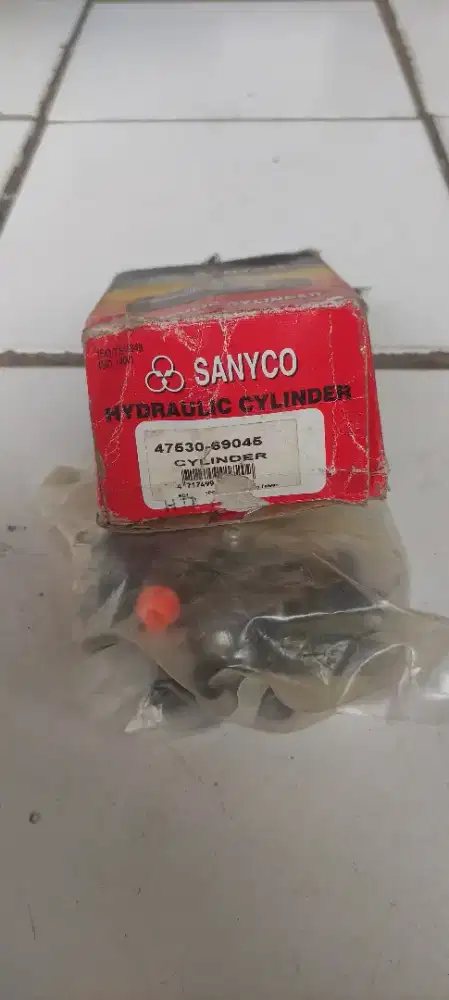 SANYCO
HYDRAULIC CYLINDER
47530-69045
CYLINDER